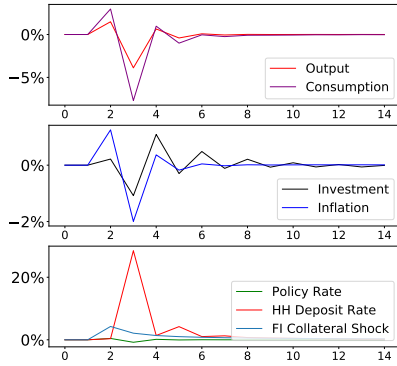 0%
−5%
Output
Consumption
0 2 4 6 8 10 12 14
0%
−2%
Investment
Inflation
0 2 4 6 8 10 12 14
20%
0%
Policy Rate
HH Deposit Rate
FI Collateral Shock
0 2 4 6 8 10 12 14